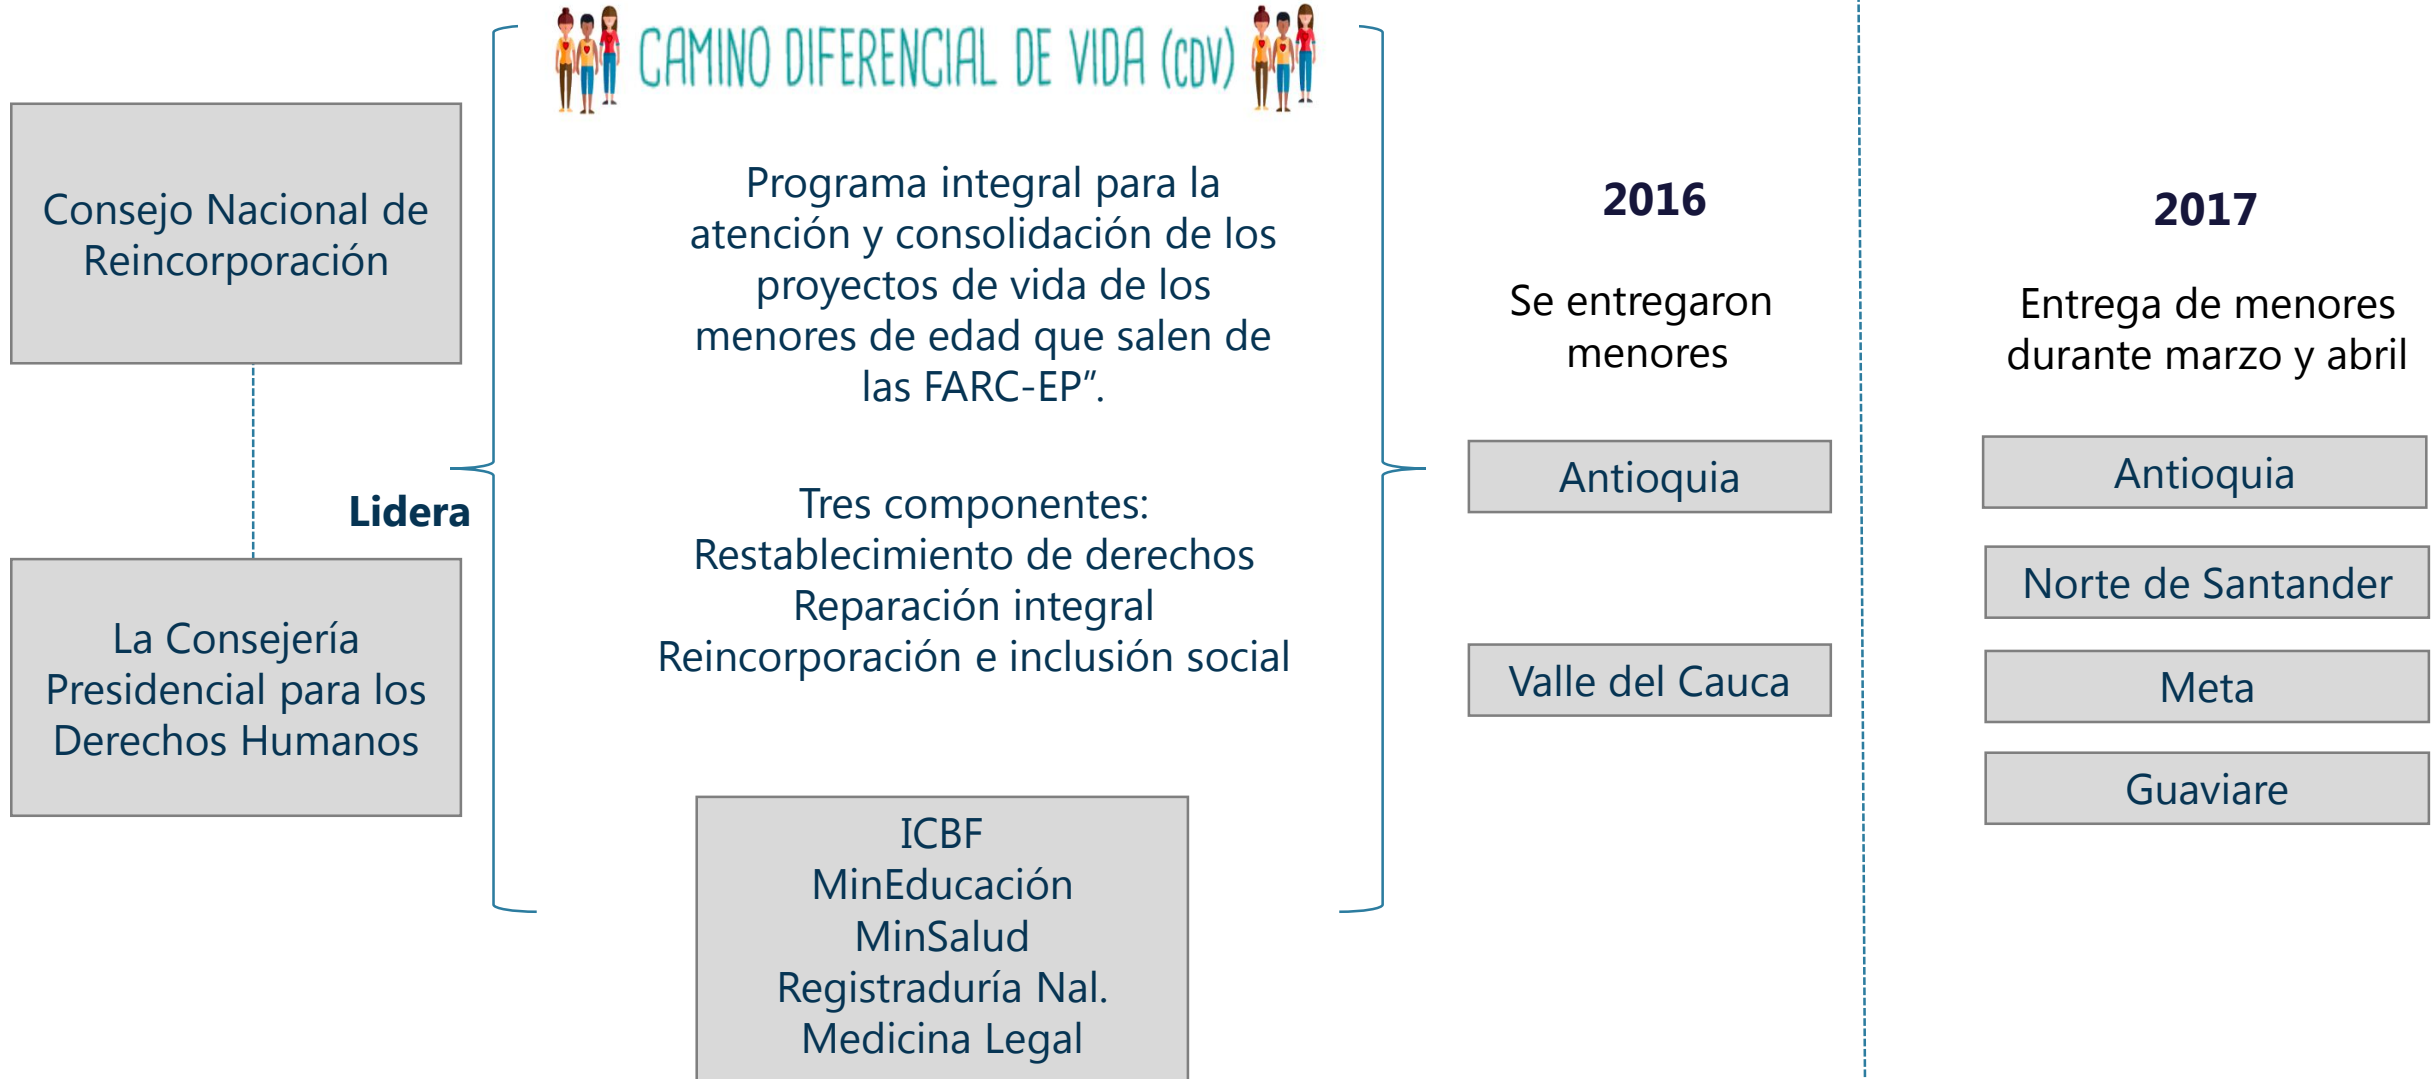 CAMINO DIFERENCIAL DE VIDA (CDV)
Consejo Nacional de
Reincorporación
Lidera
La Consejería
Presidencial para los
Derechos Humanos
Programa integral para la
atención y consolidación de los
proyectos de vida de los
menores de edad que salen de
las FARC-EP”.
Tres componentes:
Restablecimiento de derechos
Reparación integral
Reincorporación e inclusión social
ICBF
MinEducación
MinSalud
Registraduría Nal.
Medicina Legal
2016
Se entregaron
menores
Antioquia
Valle del Cauca
2017
Entrega de menores
durante marzo y abril
Antioquia
Norte de Santander
Meta
Guaviare